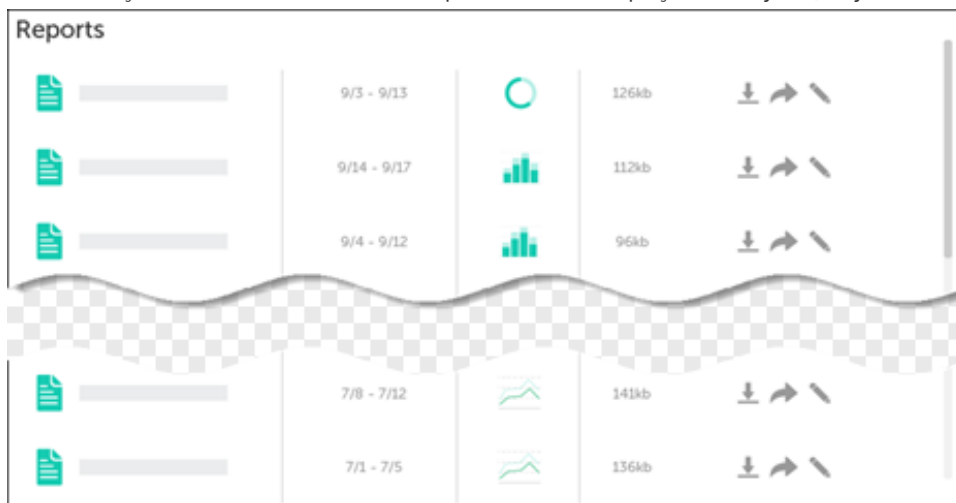 Reports
9/3 - 9/13 126kb
9/14 - 9/17 112kb
9/4 - 9/12 96kb
7/8 - 7/12 141kb
7/1 - 7/5 136kb